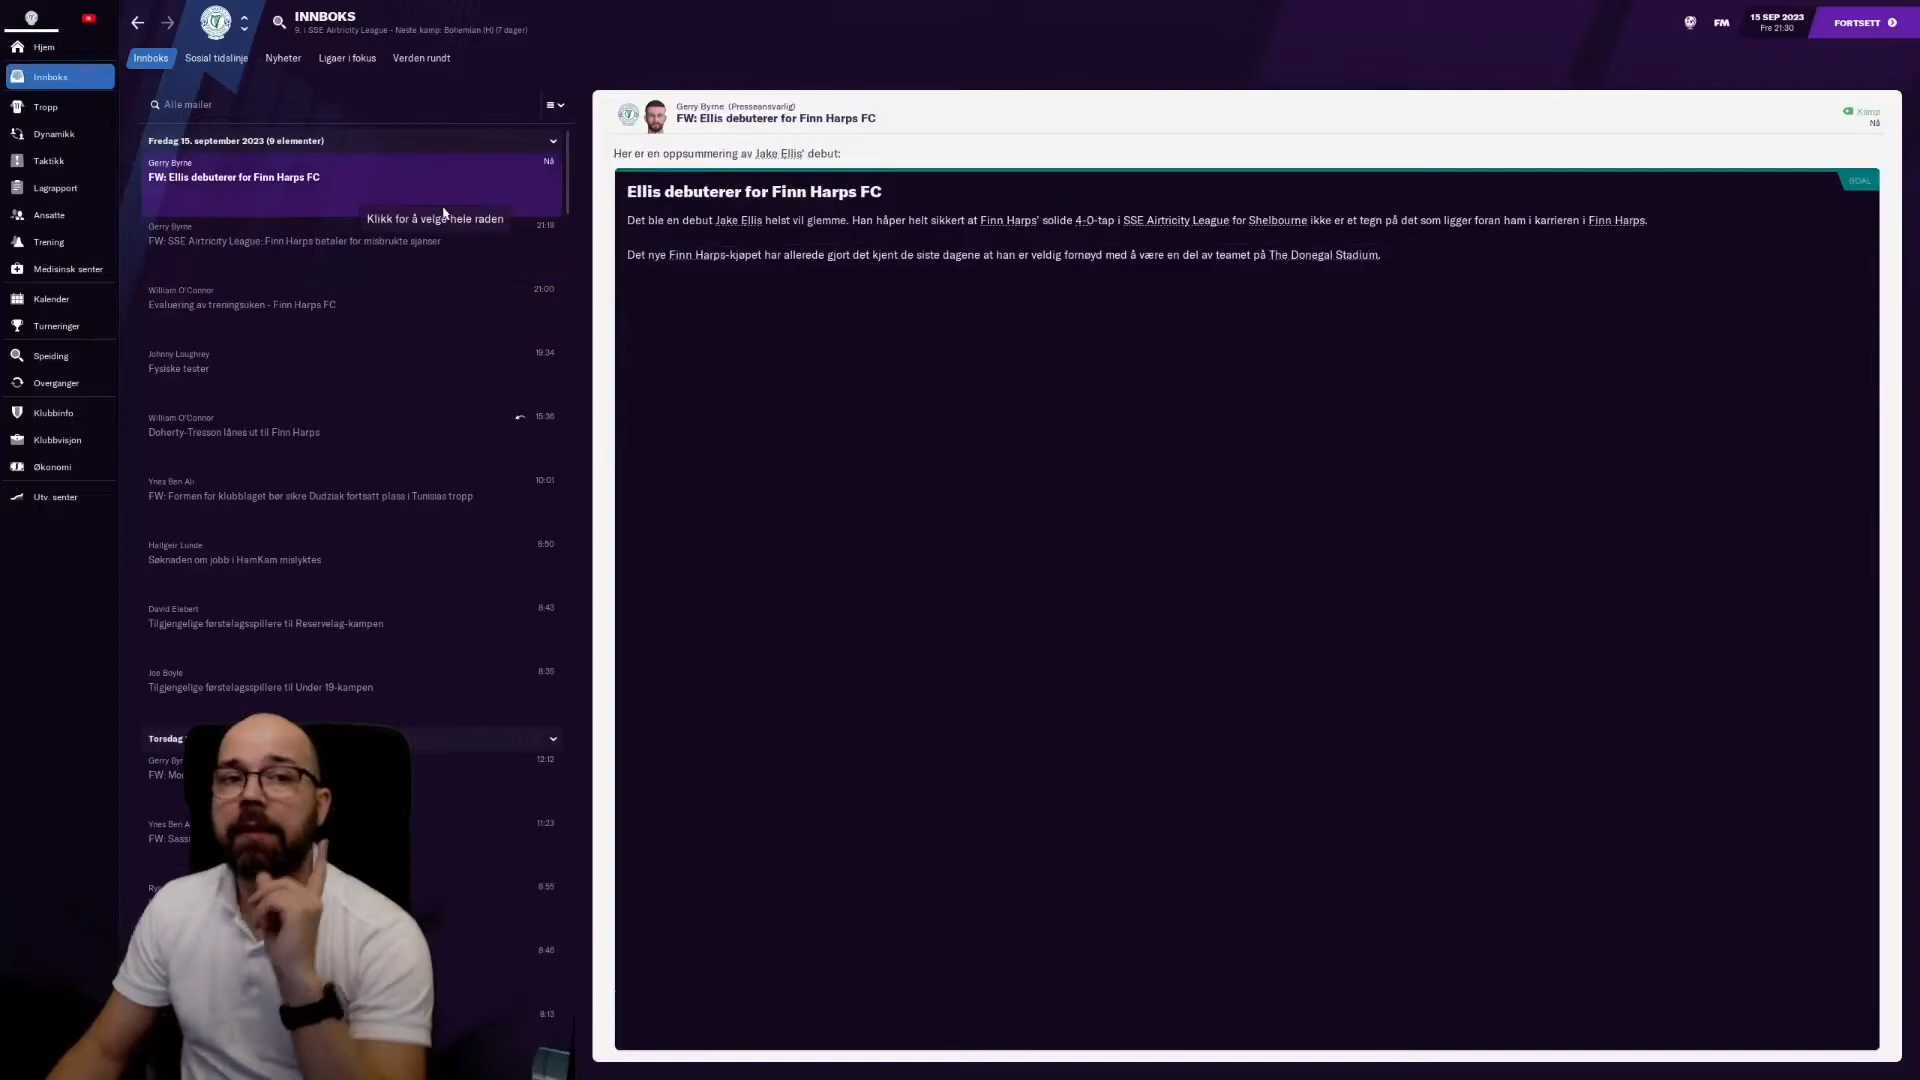 INNBOKS
9. i SSE Airtricity League - Neste kamp: Bohemian (H) (7 dager)
FM
15 SEP 2023
Fre 21:30
FORTSETT
Innboks
Sosial tidslinje
Nyheter
Ligaer i fokus
Verden rundt
Hjem
Innboks
Tropp
Dynamikk
Taktikk
Lagrapport
Ansatte
Trening
Medisinsk senter
Kalender
Turneringer
Speiding
Overganger
Klubbinfo
Klubbvisjon
Økonomi
Utv. senter
Alle mailer
Fredag 15. september 2023 (9 elementer)
Gerry Byrne
Nå
FW: Ellis debuterer for Finn Harps FC
Klikk for å velge hele raden
Gerry Byrne
21:19
FW: SSE Airtricity League: Finn Harps betaler for misbrukte sjanser
William O'Connor
21:00
Evaluering av treningsuken - Finn Harps FC
Johnny Loughrey
19:34
Fysiske tester
William O'Connor
15:36
Doherty-Tresson lånes ut til Finn Harps
Ynes Ben Ali
10:01
FW: Formen for klubblaget bør sikre Dudziak fortsatt plass i Tunisias tropp
Hallgeir Lunde
8:50
Søknaden om jobb i HamKam mislyktes
David Elebert
8:43
Tilgjengelige førstelagsspillere til Reservelag-kampen
Joe Boyle
8:35
Tilgjengelige førstelagsspillere til Under 19-kampen
Torsdag
Gerry Byr
12:12
FW: Mo
Ynes Ben A
11:23
FW: Sassi
8:55
8:46
8:13
Gerry Byrne (Presseansvarlig)
FW: Ellis debuterer for Finn Harps FC
Kamp
Nå
Her er en oppsummering av Jake Ellis' debut:
GOAL
Ellis debuterer for Finn Harps FC
Det ble en debut Jake Ellis helst vil glemme. Han håper helt sikkert at Finn Harps' solide 4-0-tap i SSE Airtricity League for Shelbourne ikke er et tegn på det som ligger foran ham i karrieren i Finn Harps.
Det nye Finn Harps-kjøpet har allerede gjort det kjent de siste dagene at han er veldig fornøyd med å være en del av teamet på The Donegal Stadium.